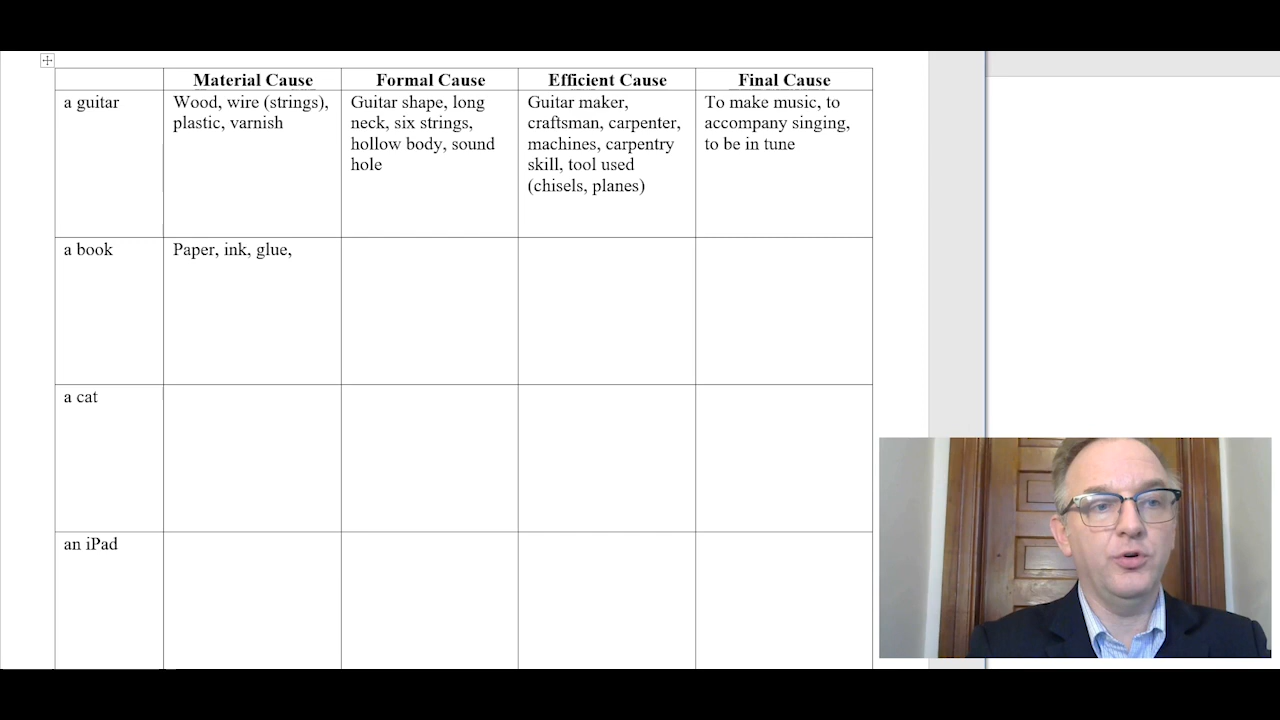 Material Cause Formal Cause Efficient Cause Final Cause
a guitar
Wood, wire (strings),
plastic, varnish
Guitar shape, long
neck, six strings,
hollow body, sound
hole
Guitar maker,
craftsman, carpenter,
machines, carpentry
skill, tool used
(chisels, planes)
To make music, to
accompany singing,
to be in tune
a book
Paper, ink, glue,
a cat
an iPad